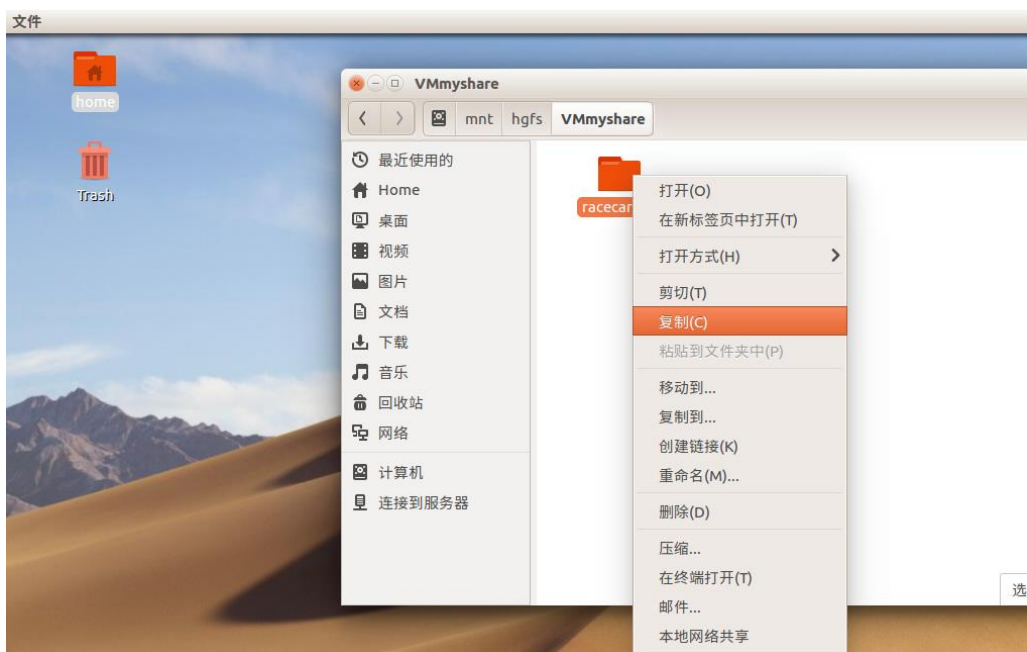 文件
home
Trash
VMmyshare
mnt hgfs VMmyshare
最近使用的
Home
桌面
视频
图片
文档
下载
音乐
回收站
网络
计算机
连接到服务器
racecar
打开(O)
在新标签页中打开(T)
打开方式(H)
剪切(T)
复制(C)
粘贴到文件夹中(P)
移动到...
复制到...
创建链接(K)
重命名(M)...
删除(D)
压缩...
在终端打开(T)
邮件...
本地网络共享
选